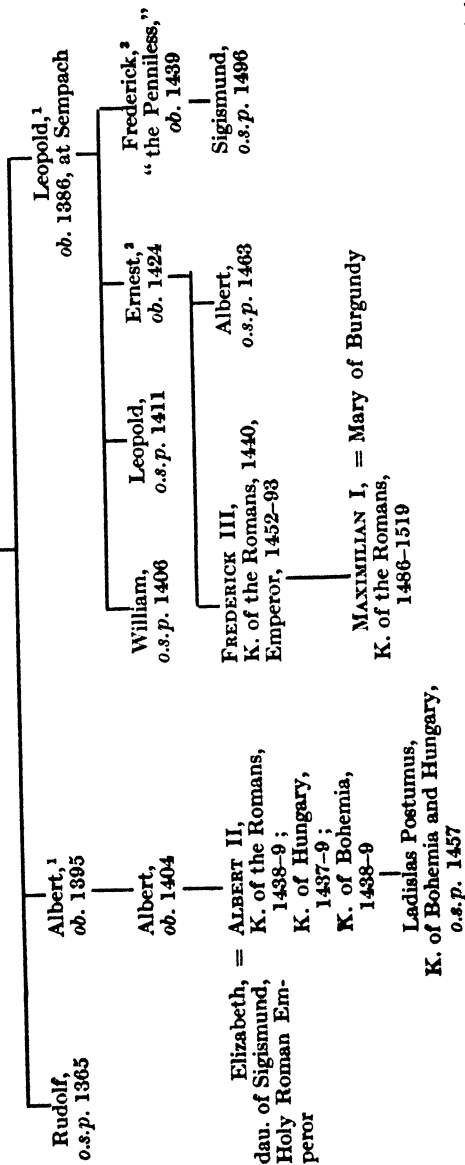 Rudolf,
o.s.p. 1365
Albert,¹
ob. 1395
Leopold,¹
ob. 1386, at Sempach
Albert,
ob. 1404
William,
o.s.p. 1406
Leopold,
o.s.p. 1411
Ernest,²
ob. 1424
Frederick,²
“ the Penniless,”
ob. 1439
Elizabeth,
dau. of Sigismund,
Holy Roman Em-
peror
= ALBERT II,
K. of the Romans,
1438–9 ;
K. of Hungary,
1437–9 ;
K. of Bohemia,
1438–9
FREDERICK III,
K. of the Romans, 1440,
Emperor, 1452–93
Albert,
o.s.p. 1463
Sigismund,
o.s.p. 1496
Ladislas Postumus,
K. of Bohemia and Hungary,
o.s.p. 1457
MAXIMILIAN I, = Mary of Burgundy
K. of the Romans,
1486–1519